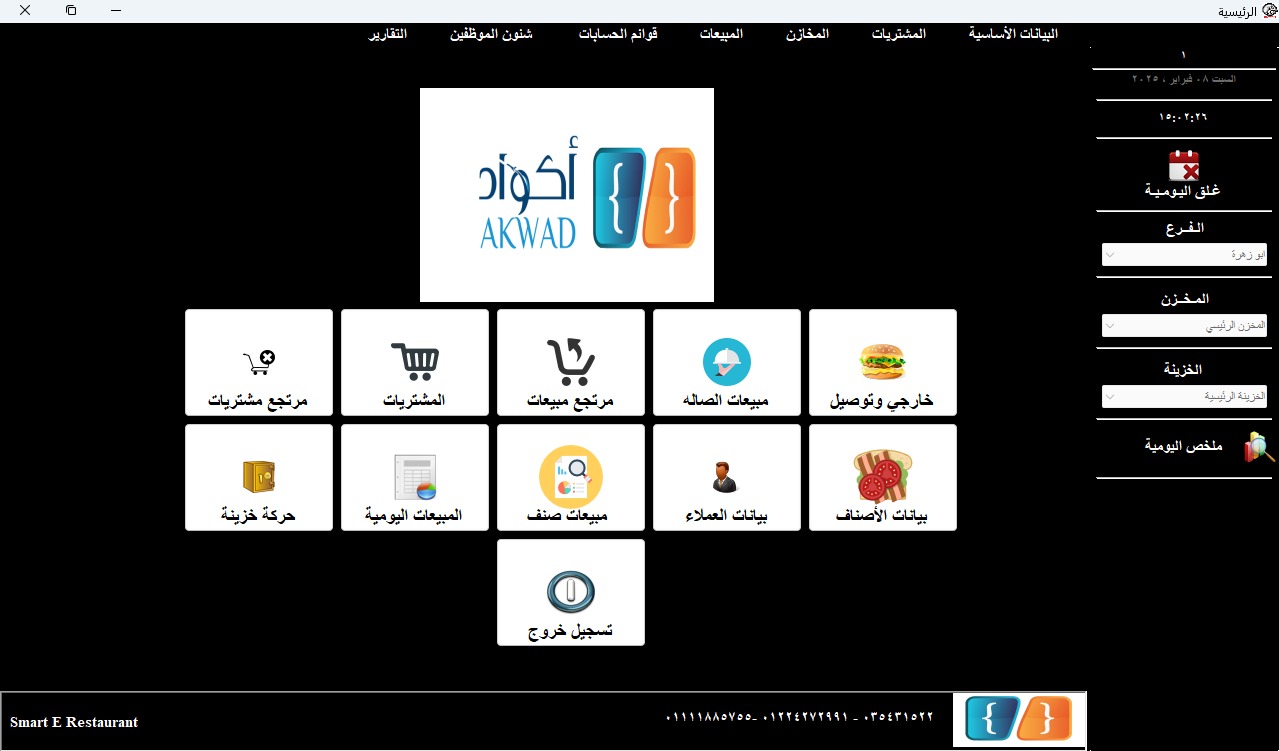 الرئيسية
البيانات الأساسية
المشتريات
المخازن
المبيعات
قوائم الحسابات
شئون الموظفين
التقارير
١
السبت ٠٨ فبراير ، ٢٠٢٥
١٥:٠٢:٢٦
غلق اليومية
الفرع
ابو زهرة
المخزن
المخزن الرئيسي
الخزينة
الخزينة الرئيسية
ملخص اليومية
أكواد
AKWAD
خارجي وتوصيل
مبيعات الصاله
مرتجع مبيعات
المشتريات
مرتجع مشتريات
بيانات الأصناف
بيانات العملاء
مبيعات صنف
المبيعات اليومية
حركة خزينة
تسجيل خروج
٠٣٥٤٣١٥٢٢ - ٠١٢٢٤٢٧٢٩٩١ -٠١١١١٨٨٥٧٥٥
Smart E Restaurant